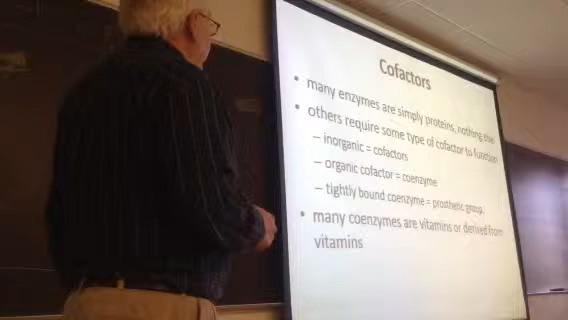 Cofactors
• many enzymes are simply proteins, nothing else
• others require some type of cofactor to function
– inorganic = cofactors
– organic cofactor = coenzyme
– tightly bound coenzyme = prosthetic group
• many coenzymes are vitamins or derived from
vitamins